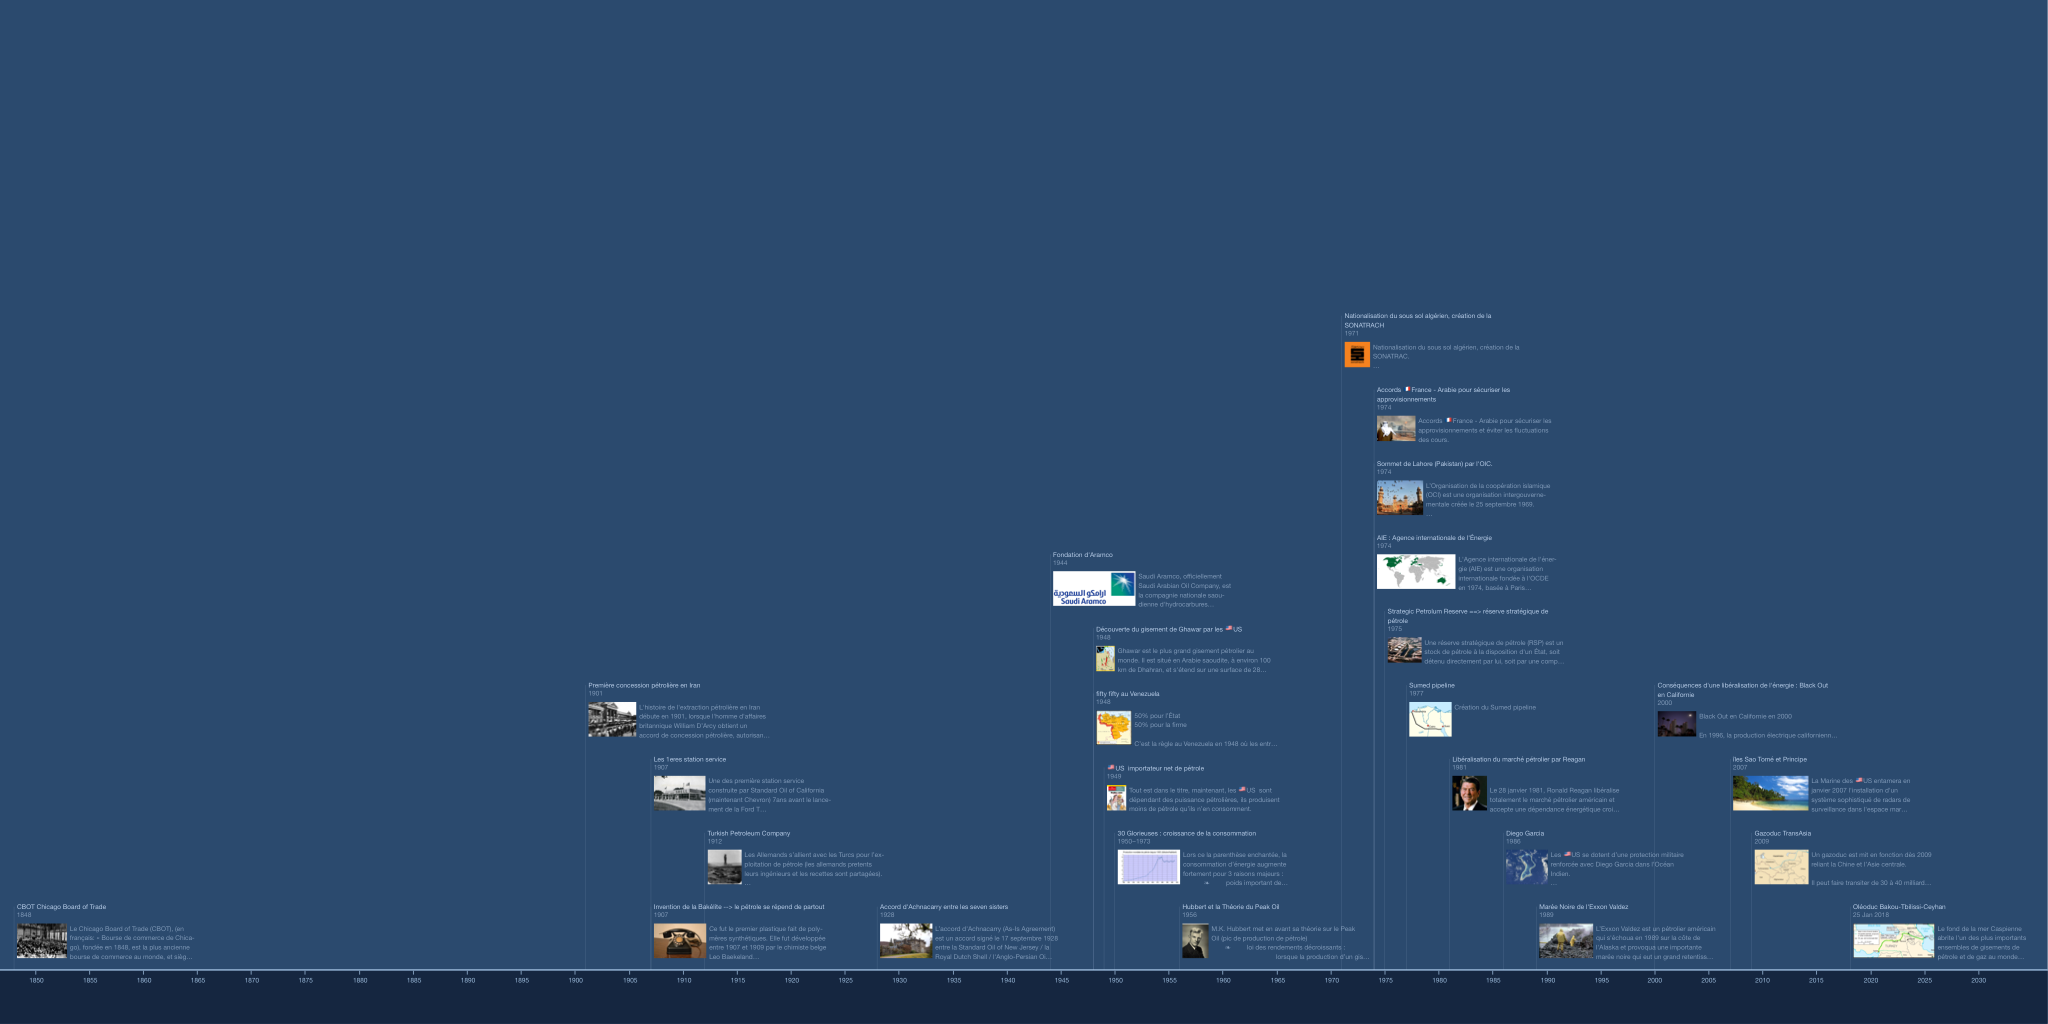 Nationalisation du sous sol algérien, création de la
SONATRACH
1971
Nationalisation du sous sol algérien, création de la
SONATRAC.
...
Accords 🇫🇷France - Arabie pour sécuriser les
approvisionnements
1974
Accords 🇫🇷France - Arabie pour sécuriser les
approvisionnements et éviter les fluctuations
des cours.
Sommet de Lahore (Pakistan) par l'OIC.
1974
L'Organisation de la coopération islamique
(OCI) est une organisation intergouverne-
mentale créée le 25 septembre 1969.
...
AIE : Agence internationale de l'Énergie
1974
L'Agence internationale de l'éner-
gie (AIE) est une organisation
internationale fondée à l'OCDE
en 1974, basée à Paris...
Fondation d'Aramco
1944
أرامكو السعودية
Saudi Aramco
Saudi Aramco, officiellement
Saudi Arabian Oil Company, est
la compagnie nationale saou-
dienne d'hydrocarbures...
Strategic Petrolum Reserve ==> réserve stratégique de
pétrole
1975
Une réserve stratégique de pétrole (RSP) est un
stock de pétrole à la disposition d'un État, soit
détenu directement par lui, soit par une comp...
Découverte du gisement de Ghawar par les 🇺🇸US
1948
Ghawar est le plus grand gisement pétrolier au
monde. Il est situé en Arabie saoudite, à environ 100
km de Dhahran, et s'étend sur une surface de 28...
Première concession pétrolière en Iran
1901
L'histoire de l'extraction pétrolière en Iran
débute en 1901, lorsque l'homme d'affaires
britannique William D'Arcy obtient un
accord de concession pétrolière, autorisan...
fifty fifty au Venezuela
1948
50% pour l'État
50% pour la firme
C'est la règle au Venezuela en 1948 où les entr...
Sumed pipeline
1977
Création du Sumed pipeline
Conséquences d'une libéralisation de l'énergie : Black Out
en Californie
2000
Black Out en Californie en 2000
En 1996, la production électrique californienn...
Les 1eres station service
1907
Une des première station service
construite par Standard Oil of California
(maintenant Chevron) 7ans avant le lance-
ment de la Ford T...
🇺🇸US importateur net de pétrole
1949
Tout est dans le titre, maintenant, les 🇺🇸US sont
dépendant des puissance pétrolières, ils produisent
moins de pétrole qu'ils n'en consomment.
Libéralisation du marché pétrolier par Reagan
1981
Le 28 janvier 1981, Ronald Reagan libéralise
totalement le marché pétrolier américain et
accepte une dépendance énergétique croi...
îles Sao Tomé et Principe
2007
La Marine des 🇺🇸US entamera en
janvier 2007 l'installation d'un
système sophistiqué de radars de
surveillance dans l'espace mar...
Turkish Petroleum Company
1912
Les Allemands s'allient avec les Turcs pour l'ex-
ploitation de pétrole (les allemands pretents
leurs ingénieurs et les recettes sont partagées).
...
30 Glorieuses : croissance de la consommation
1950–1973
Lors ce la parenthèse enchantée, la
consommation d'énergie augmente
fortement pour 3 raisons majeurs :
➔ poids important de...
Diego Garcia
1986
Les 🇺🇸US se dotent d'une protection militaire
renforcée avec Diego Garcia dans l'Océan
Indien.
...
Gazoduc TransAsia
2009
Un gazoduc est mit en fonction dès 2009
reliant la Chine et l'Asie centrale.
Il peut faire transiter de 30 à 40 milliant...
CBOT Chicago Board of Trade
1848
Le Chicago Board of Trade (CBOT), (en
français: « Bourse de commerce de Chica-
go), fondée en 1848, est la plus ancienne
bourse de commerce au monde, et sièg...
Invention de la Bakélite —> le pétrole se répend de partout
1907
Ce fut le premier plastique fait de poly-
mères synthétiques. Elle fut développée
entre 1907 et 1909 par le chimiste belge
Leo Baekeland...
Accord d'Achnacarry entre les seven sisters
1928
L'accord d'Achnacarry (As-Is Agreement)
est un accord signé le 17 septembre 1928
entre la Standard Oil of New Jersey / la
Royal Dutch Shell / l'Anglo-Persian Oi...
Hubbert et la Théorie du Peak Oil
1956
M.K. Hubbert met en avant sa théorie sur le Peak
Oil (pic de production de pétrole)
➔ loi des rendements décroissants :
lorsque la production d'un gis...
Marée Noire de l'Exxon Valdez
1989
L'Exxon Valdez est un pétrolier américain
qui s'échoua en 1989 sur la côte de
l'Alaska et provoqua une importante
marée noire qui eut un grand retentiss...
Oléoduc Bakou-Tbilissi-Ceyhan
25 Jan 2018
Le fond de la mer Caspienne
abrite l'un des plus importants
ensembles de gisements de
pétrole et de gaz au monde...
1850 1855 1860 1865 1870 1875 1880 1885 1890 1895 1900 1905 1910 1915 1920 1925 1930 1935 1940 1945 1950 1955 1960 1965 1970 1975 1980 1985 1990 1995 2000 2005 2010 2015 2020 2025 2030